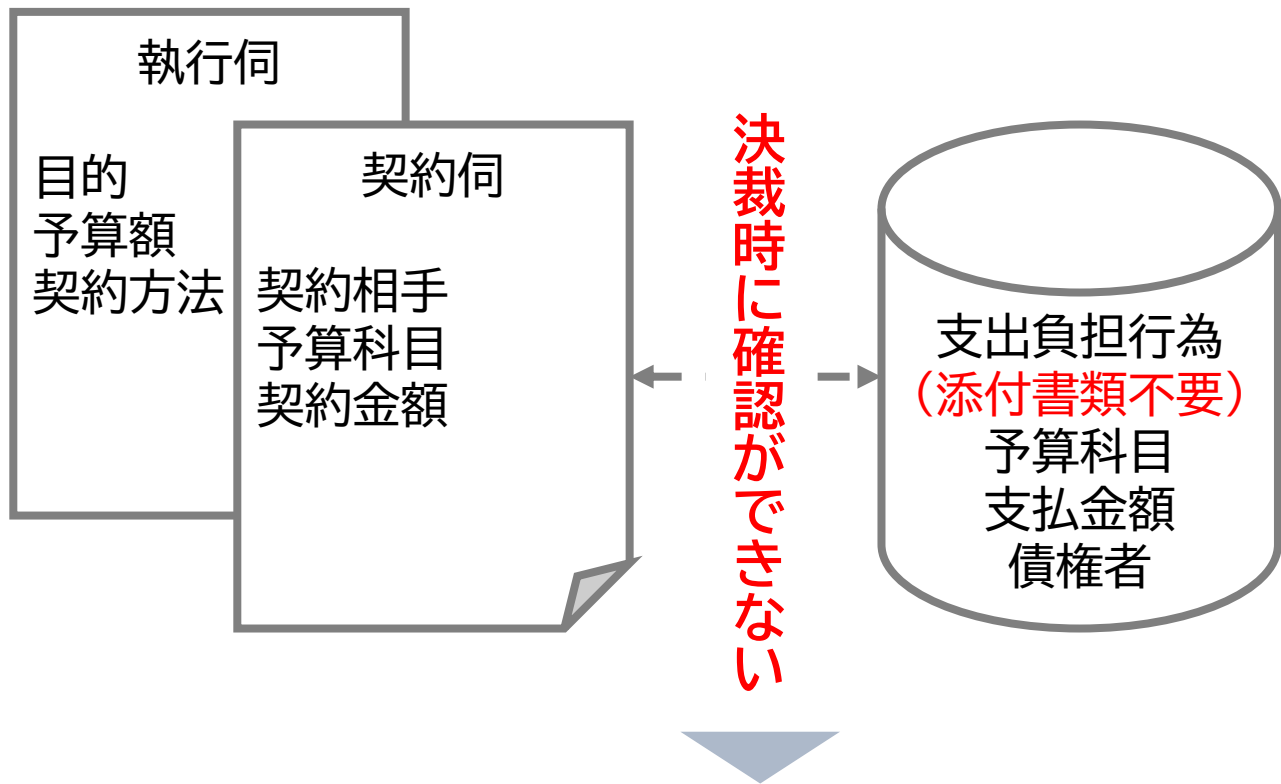 執行伺
目的
予算額
契約方法
契約伺
契約相手
予算科目
契約金額
決裁時に確認ができない
支出負担行為
（添付書類不要）
予算科目
支払金額
債権者